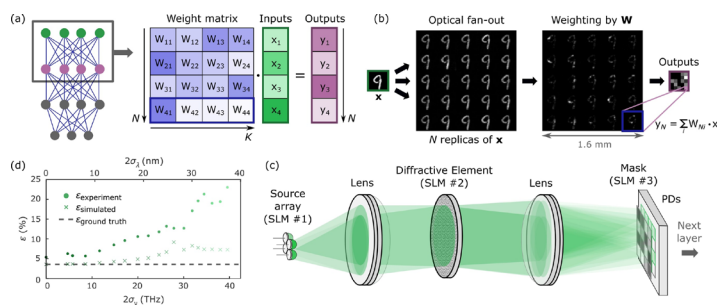 (a)
Weight matrix
Inputs
Outputs
W11 W12 W13 W14
W21 W22 W23 W24
W31 W32 W33 W34
W41 W42 W43 W44
x1
x2
x3
x4
·
=
y1
y2
y3
y4
N
K
N
(b)
Optical fan-out
Weighting by W
x
N replicas of x
1.6 mm
Outputs
yN = ∑ WNi • x
i
(d)
2σλ (nm)
0 10 20 30 40
ε (%)
25
20
15
10
5
0
εexperiment
εsimulated
εground truth
0 10 20 30 40
2σν (THz)
(c)
Source
array
(SLM #1)
Lens
Diffractive Element
(SLM #2)
Lens
Mask
(SLM #3)
PDs
Next
layer